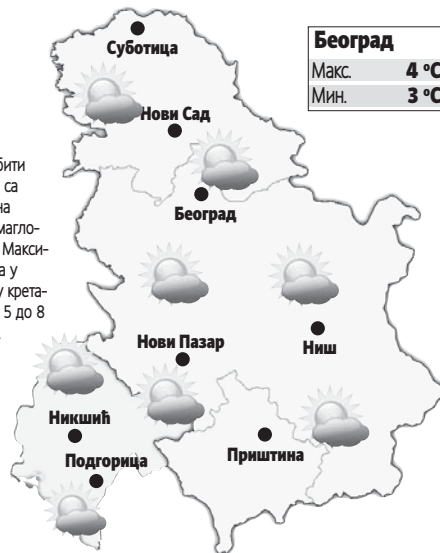 Суботица
Београд
Макс. 4 °C
Мин. 3 °C
Нови Сад
Београд
бити
са
на
магло-
Макси-
а у
у крета-
5 до 8
Нови Пазар
Ниш
Никшић
Подгорица
Приштина